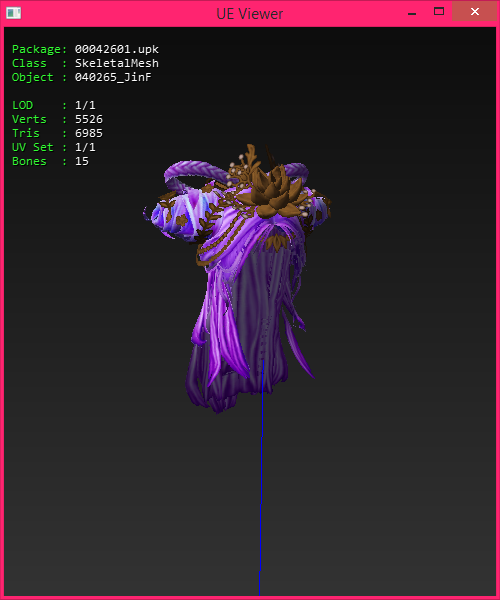 UE Viewer
Package: 00042601.upk
Class  : SkeletalMesh
Object : 040265_JinF
LOD    : 1/1
Verts  : 5526
Tris   : 6985
UV Set : 1/1
Bones  : 15